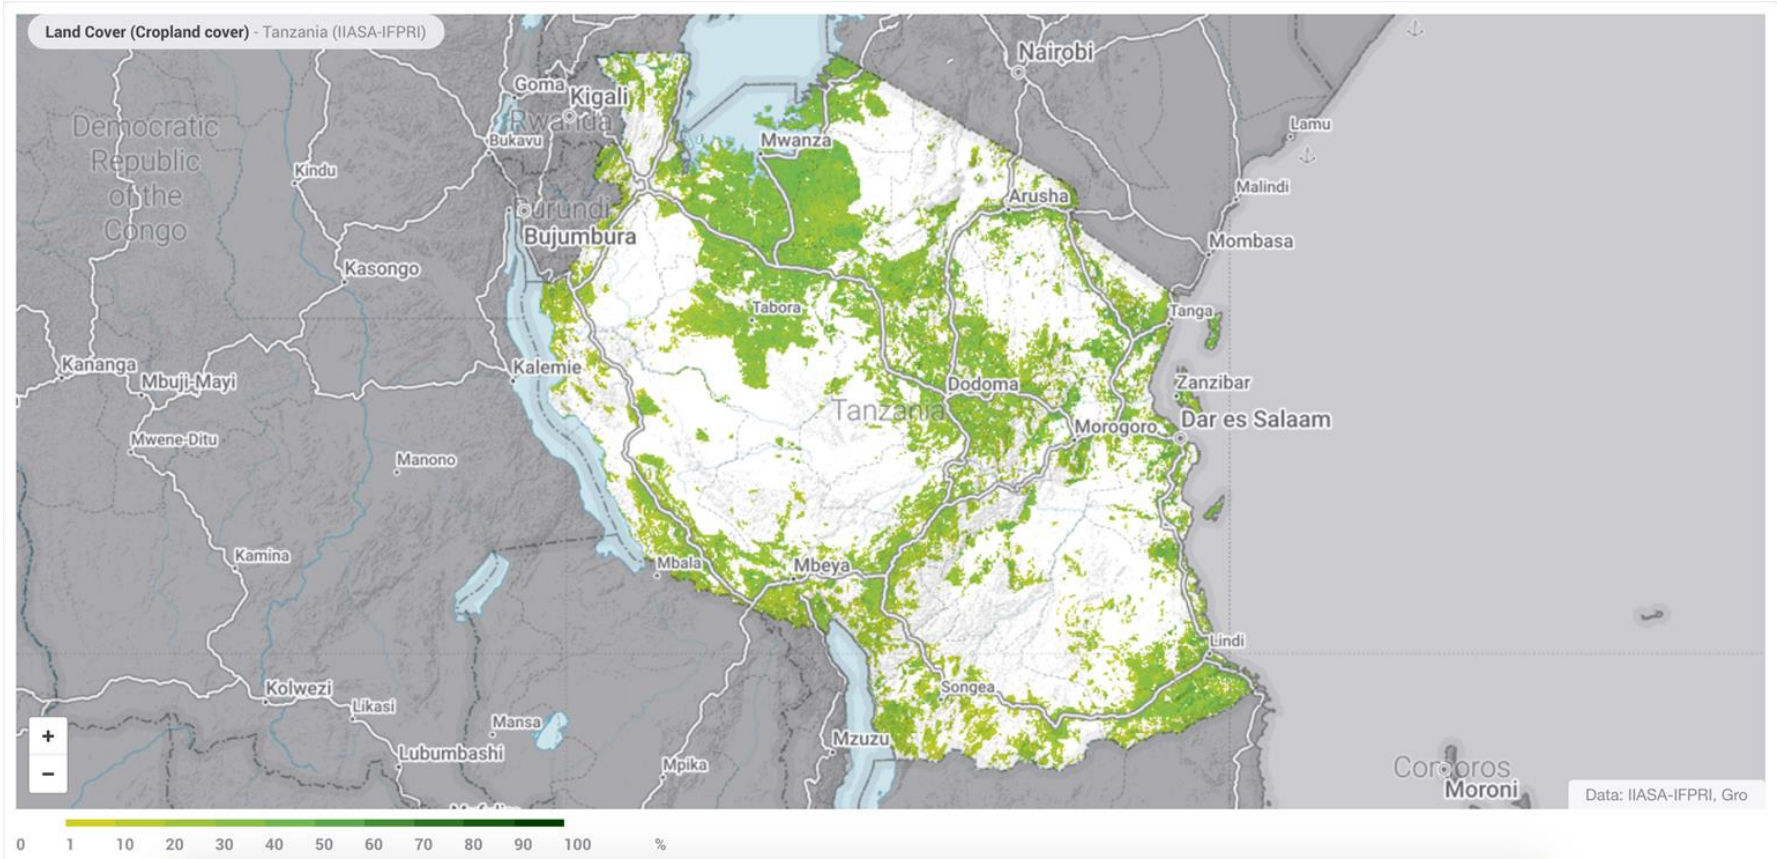 Land Cover (Cropland cover) - Tanzania (IIASA-IFPRI)
Nairobi
Goma
Kigali
Rwanda
Democratic
Republic
of the
Congo
Lamu
Bukavu
Mwanza
Kindu
Malindi
Arusha
Burundi
Bujumbura
Mombasa
Kasongo
Tabora
Tanga
Kananga
Kalemie
Mbuji-Mayi
Dodoma
Zanzibar
Tanzania
Dar es Salaam
Morogoro
Mwene-Ditu
Manono
Kamina
Mbala
Mbeya
Lindi
Kolwezi
Songea
Likasi
Mansa
Mzuzu
Lubumbashi
Mpika
Comoros
Moroni
+
−
Data: IIASA-IFPRI, Gro
0 1 10 20 30 40 50 60 70 80 90 100 %